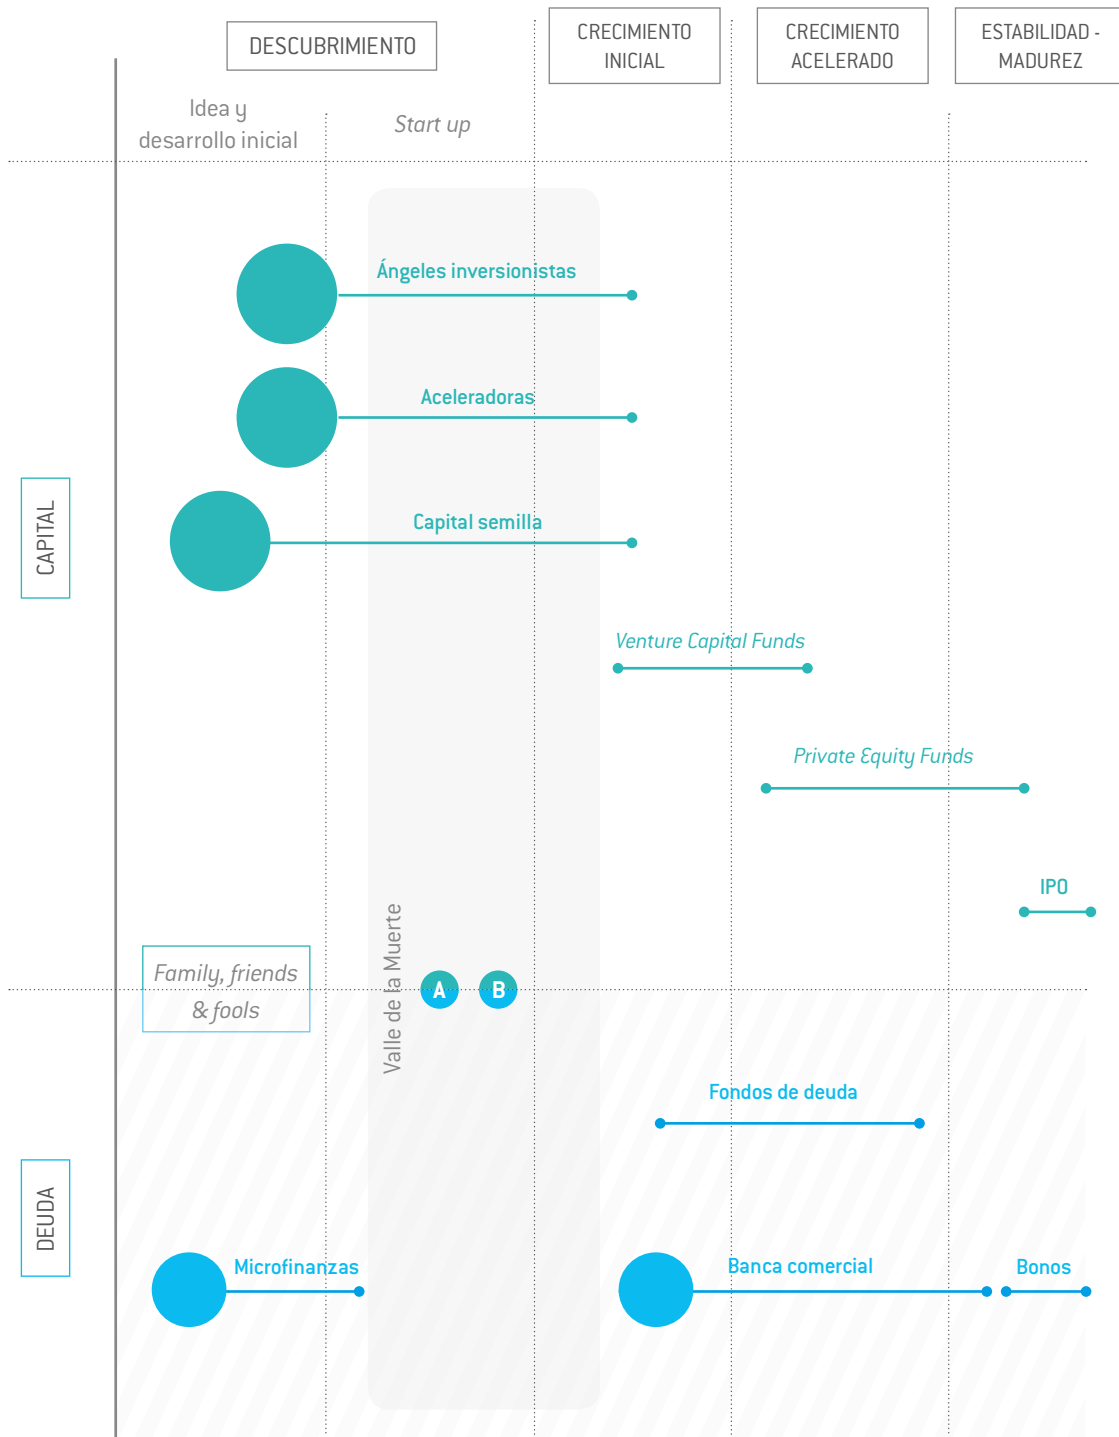 DESCUBRIMIENTO
CRECIMIENTO
INICIAL
CRECIMIENTO
ACELERADO
ESTABILIDAD -
MADUREZ
Idea y
desarrollo inicial
Start up
Ángeles inversionistas
Aceleradoras
Capital semilla
CAPITAL
Venture Capital Funds
Private Equity Funds
IPO
Family, friends
& fools
Valle de la Muerte
A
B
Fondos de deuda
DEUDA
Microfinanzas
Banca comercial
Bonos